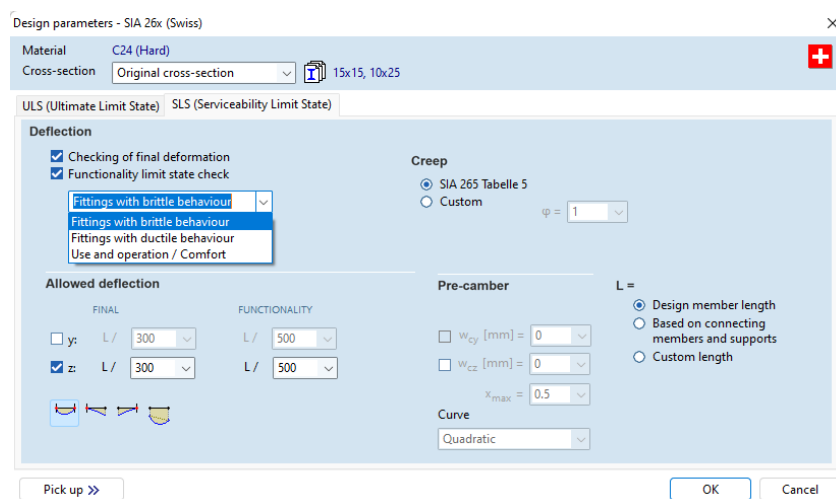 Design parameters - SIA 26x (Swiss)
Material C24 (Hard)
Cross-section Original cross-section 15x15, 10x25
ULS (Ultimate Limit State) SLS (Serviceability Limit State)
Deflection
Checking of final deformation
Functionality limit state check
Fittings with brittle behaviour
Fittings with brittle behaviour
Fittings with ductile behaviour
Use and operation / Comfort
Creep
SIA 265 Tabelle 5
Custom
φ = 1
Allowed deflection
FINAL FUNCTIONALITY
y: L / 300 L / 500
z: L / 300 L / 500
Pre-camber
wcy [mm] = 0
wcz [mm] = 0
xmax = 0.5
Curve
Quadratic
L =
Design member length
Based on connecting
members and supports
Custom length
Pick up >> OK Cancel